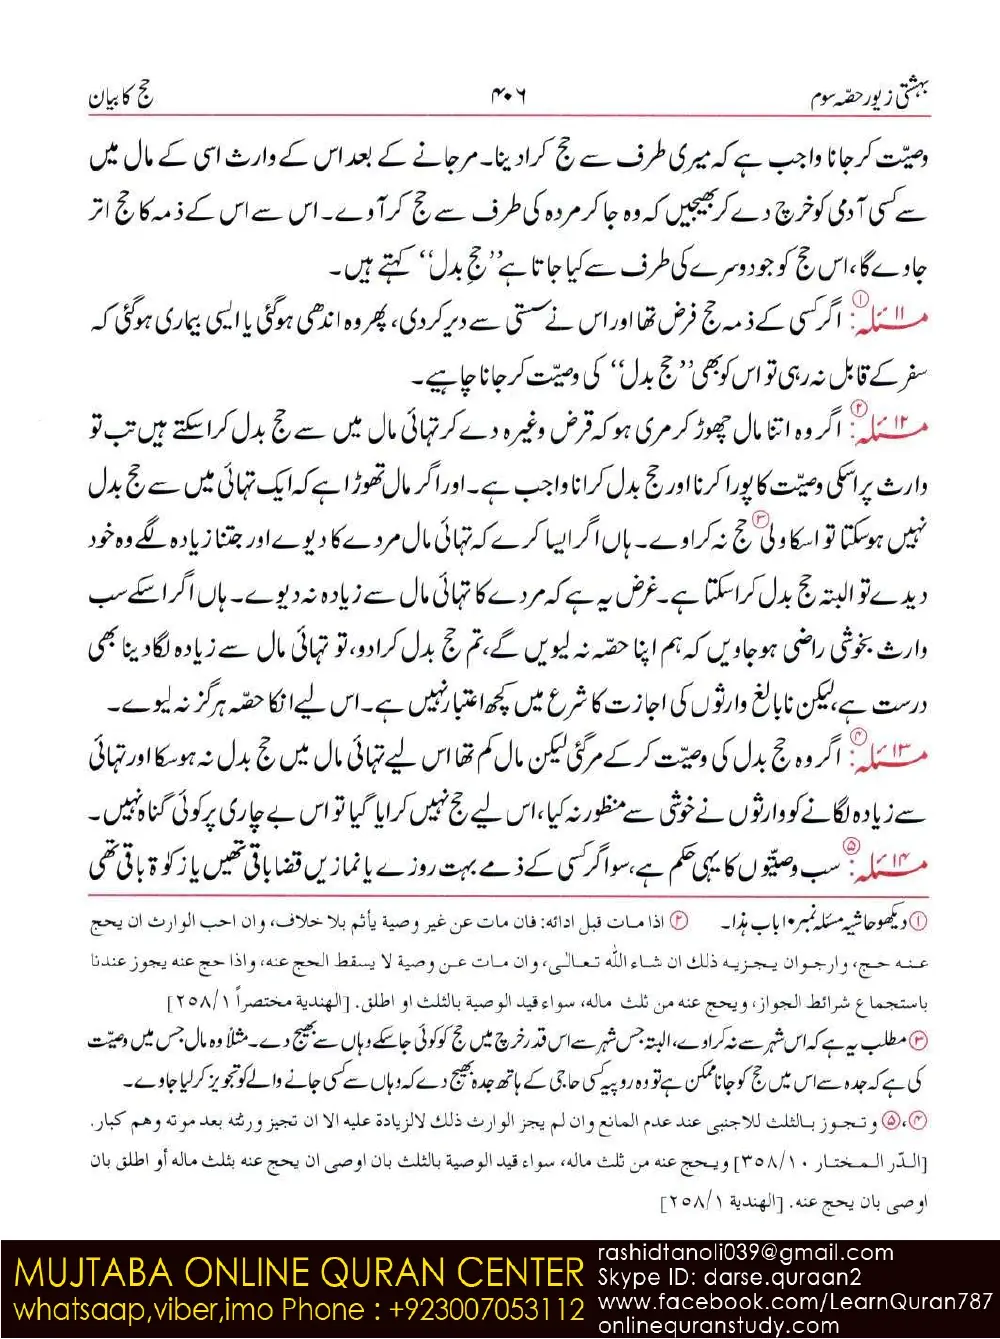 بہشتی زیور حصّہ سوم ۴۰۶ حج کا بیان
وصیّت کر جانا واجب ہے کہ میری طرف سے حج کرا دینا۔ مر جانے کے بعد اس کے وارث اسی کے مال میں
سے کسی آدمی کو خرچ دے کر بھیجیں کہ وہ جا کر مردہ کی طرف سے حج کر آوے۔ اس سے اس کے ذمہ کا حج اتر
جاوے گا، اس حج کو جو دوسرے کی طرف سے کیا جاتا ہے ’’حجِ بدل‘‘ کہتے ہیں۔
مسئلہ ۱۱:① اگر کسی کے ذمہ حج فرض تھا اور اس نے سستی سے دیر کر دی، پھر وہ اندھی ہو گئی یا ایسی بیماری ہو گئی کہ
سفر کے قابل نہ رہی تو اس کو بھی ’’حج بدل‘‘ کی وصیّت کر جانا چاہیے۔
مسئلہ ۱۲:② اگر وہ اتنا مال چھوڑ کر مری ہو کہ قرض وغیرہ دے کر تہائی مال میں سے حج بدل کرا سکتے ہیں تب تو
وارث پر اسکی وصیّت کا پورا کرنا اور حج بدل کرانا واجب ہے۔ اور اگر مال تھوڑا ہے کہ ایک تہائی میں سے حج بدل
نہیں ہو سکتا تو اسکا ولی③ حج نہ کراوے۔ ہاں اگر ایسا کرے کہ تہائی مال مردے کا دیوے اور جتنا زیادہ لگے وہ خود
دیدے تو البتہ حج بدل کرا سکتا ہے۔ غرض یہ ہے کہ مردے کا تہائی مال سے زیادہ نہ دیوے۔ ہاں اگر اسکے سب
وارث بخوشی راضی ہو جاویں کہ ہم اپنا حصّہ نہ لیویں گے، تم حج بدل کرا دو، تو تہائی مال سے زیادہ لگا دینا بھی
درست ہے، لیکن نابالغ وارثوں کی اجازت کا شرع میں کچھ اعتبار نہیں ہے۔ اس لیے انکا حصّہ ہرگز نہ لیوے۔
مسئلہ ۱۳:④ اگر وہ حج بدل کی وصیّت کر کے مر گئی لیکن مال کم تھا اس لیے تہائی مال میں حج بدل نہ ہو سکا اور تہائی
سے زیادہ لگانے کو وارثوں نے خوشی سے منظور نہ کیا، اس لیے حج نہیں کرایا گیا تو اس بے چاری پر کوئی گناہ نہیں۔
مسئلہ ۱۴:⑤ سب وصیّتوں کا یہی حکم ہے، سو اگر کسی کے ذمے بہت روزے یا نمازیں قضا باقی تھیں یا زکوٰۃ باقی تھی
① دیکھو حاشیہ مسئلہ نمبر ۱۰ باب ہذا۔ ② اذا مات قبل ادائه: فان مات عن غير وصية يأثم بلا خلاف، وان احب الوارث ان يحج
عنه حج، وارجو ان يجزيه ذلك ان شاء الله تعالى، وان مات عن وصية لا يسقط الحج عنه، واذا حج عنه يجوز عندنا
باستجماع شرائط الجواز، ويحج عنه من ثلث ماله، سواء قيد الوصية بالثلث او اطلق. [الهندية مختصراً ٢٥٨/١]
③ مطلب یہ ہے کہ اس شہر سے نہ کراوے، البتہ جس شہر سے اس قدر خرچ میں حج کو کوئی جا سکے وہاں سے بھیج دے۔ مثلاً وہ مال جس میں وصیّت
کی ہے کہ جدہ سے اس میں حج کو جانا ممکن ہے تو وہ روپیہ کسی حاجی کے ہاتھ جدہ بھیج دے کہ وہاں سے کسی جانے والے کو تجویز کر لیا جاوے۔
④،⑤ وتجوز بالثلث للاجنبى عند عدم المانع وان لم يجز الوارث ذلك لا الزيادة عليه الا ان تجيز ورثته بعد موته وهم كبار.
[الدّر المختار ٣٥٨/١٠] ويحج عنه من ثلث ماله، سواء قيد الوصية بالثلث بان اوصى ان يحج عنه بثلث ماله أو اطلق بان
اوصى بان يحج عنه. [الهندية ٢٥٨/١]
MUJTABA ONLINE QURAN CENTER
whatsaap,viber,imo Phone : +923007053112
rashidtanoli039@gmail.com
Skype ID: darse.quraan2
www.facebook.com/LearnQuran787
onlinequranstudy.com